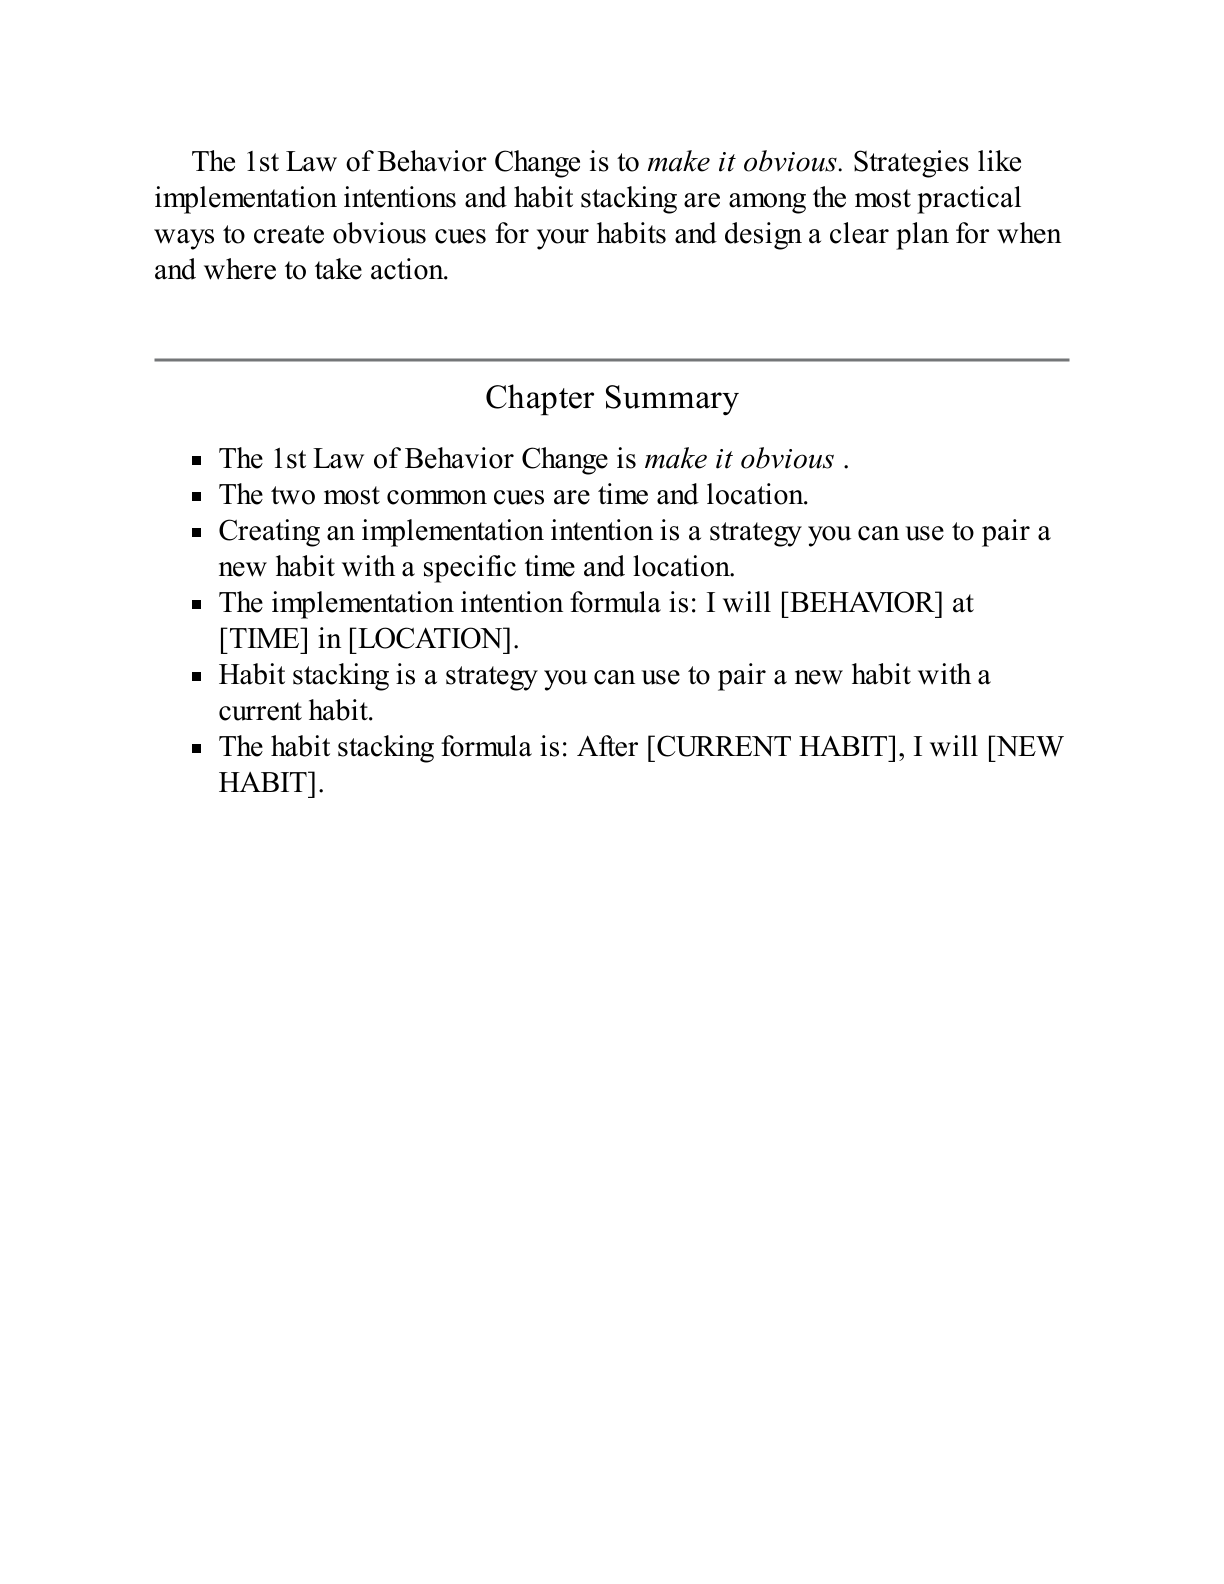 The 1st Law of Behavior Change is to make it obvious. Strategies like
implementation intentions and habit stacking are among the most practical
ways to create obvious cues for your habits and design a clear plan for when
and where to take action.
Chapter Summary
▪ The 1st Law of Behavior Change is make it obvious .
▪ The two most common cues are time and location.
▪ Creating an implementation intention is a strategy you can use to pair a
new habit with a specific time and location.
▪ The implementation intention formula is: I will [BEHAVIOR] at
[TIME] in [LOCATION].
▪ Habit stacking is a strategy you can use to pair a new habit with a
current habit.
▪ The habit stacking formula is: After [CURRENT HABIT], I will [NEW
HABIT].